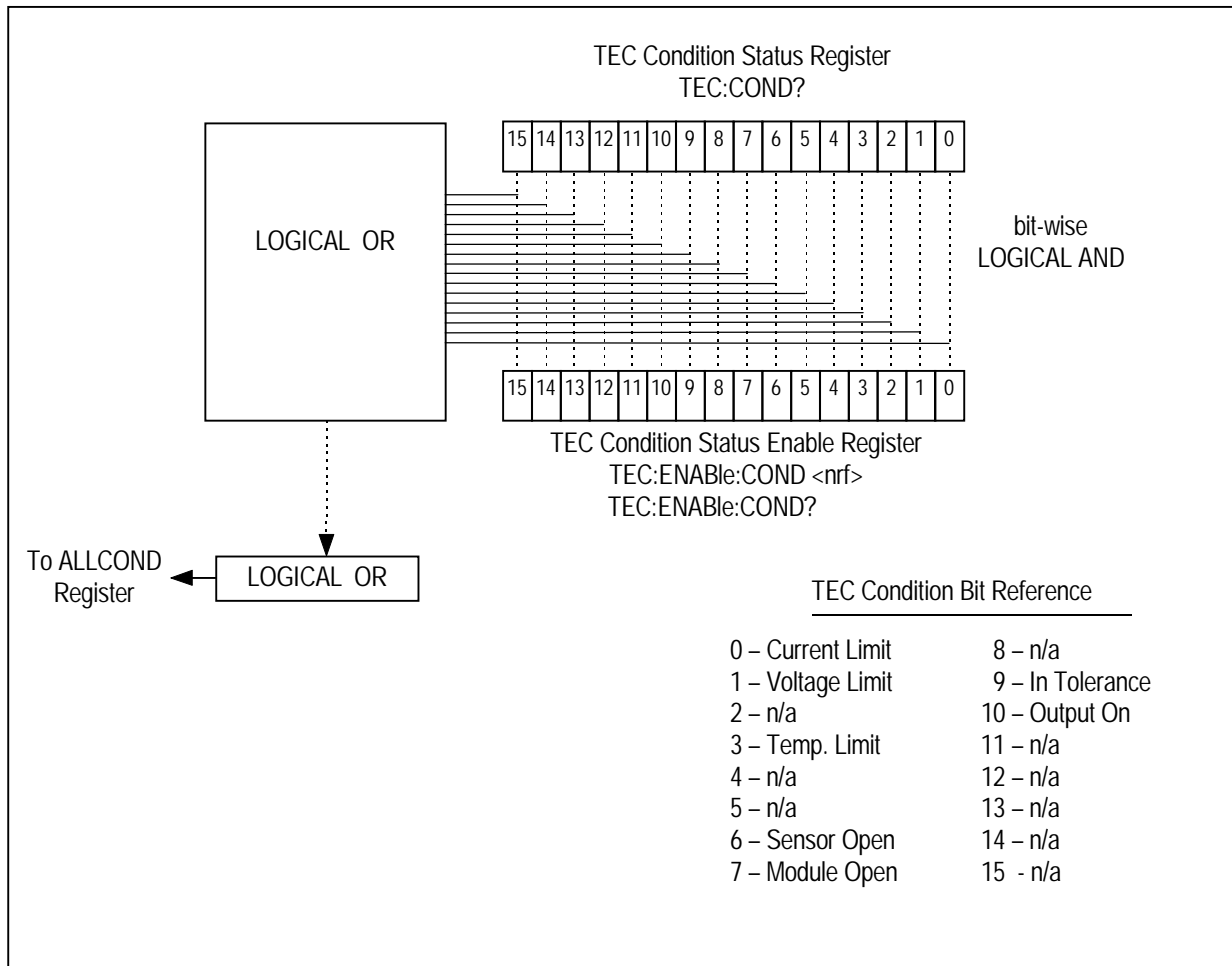 TEC Condition Status Register
TEC:COND?
15 14 13 12 11 10 9 8 7 6 5 4 3 2 1 0
LOGICAL OR
bit-wise
LOGICAL AND
15 14 13 12 11 10 9 8 7 6 5 4 3 2 1 0
TEC Condition Status Enable Register
TEC:ENABle:COND <nrf>
TEC:ENABle:COND?
To ALLCOND
Register
LOGICAL OR
TEC Condition Bit Reference
0 – Current Limit
1 – Voltage Limit
2 – n/a
3 – Temp. Limit
4 – n/a
5 – n/a
6 – Sensor Open
7 – Module Open
8 – n/a
9 – In Tolerance
10 – Output On
11 – n/a
12 – n/a
13 – n/a
14 – n/a
15 - n/a